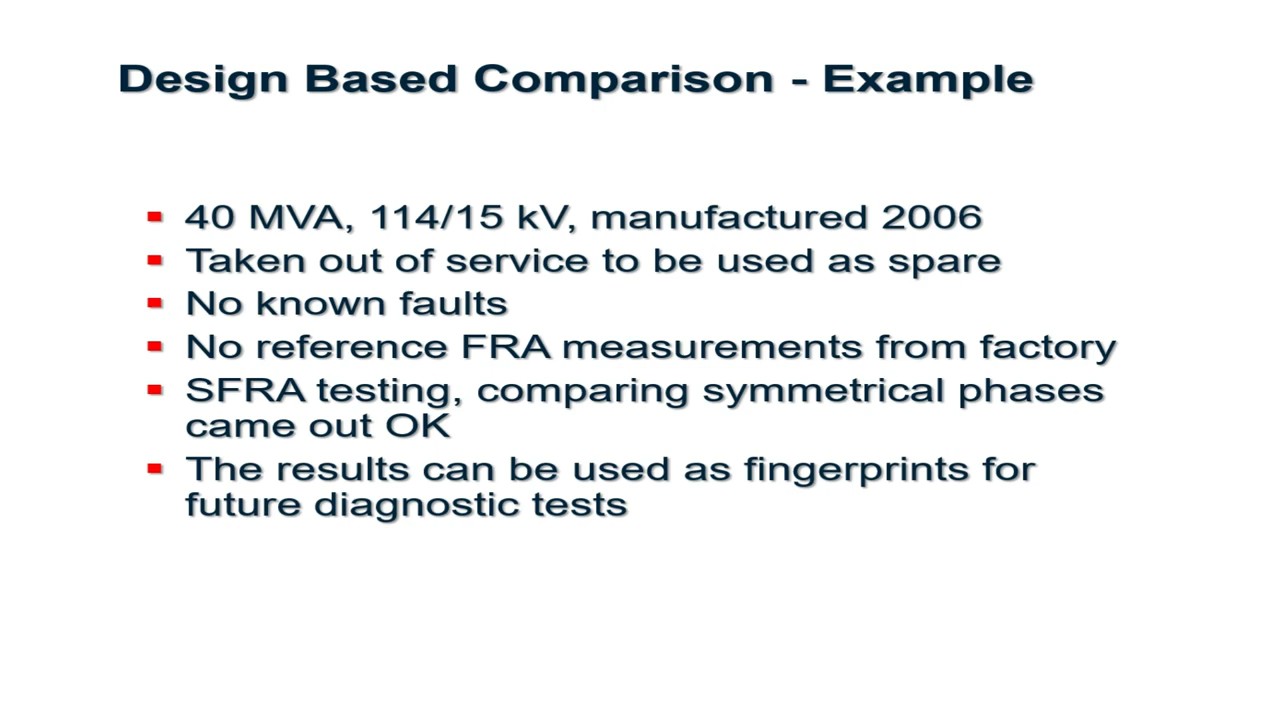 Design Based Comparison - Example
40 MVA, 114/15 kV, manufactured 2006
Taken out of service to be used as spare
No known faults
No reference FRA measurements from factory
SFRA testing, comparing symmetrical phases
came out OK
The results can be used as fingerprints for
future diagnostic tests